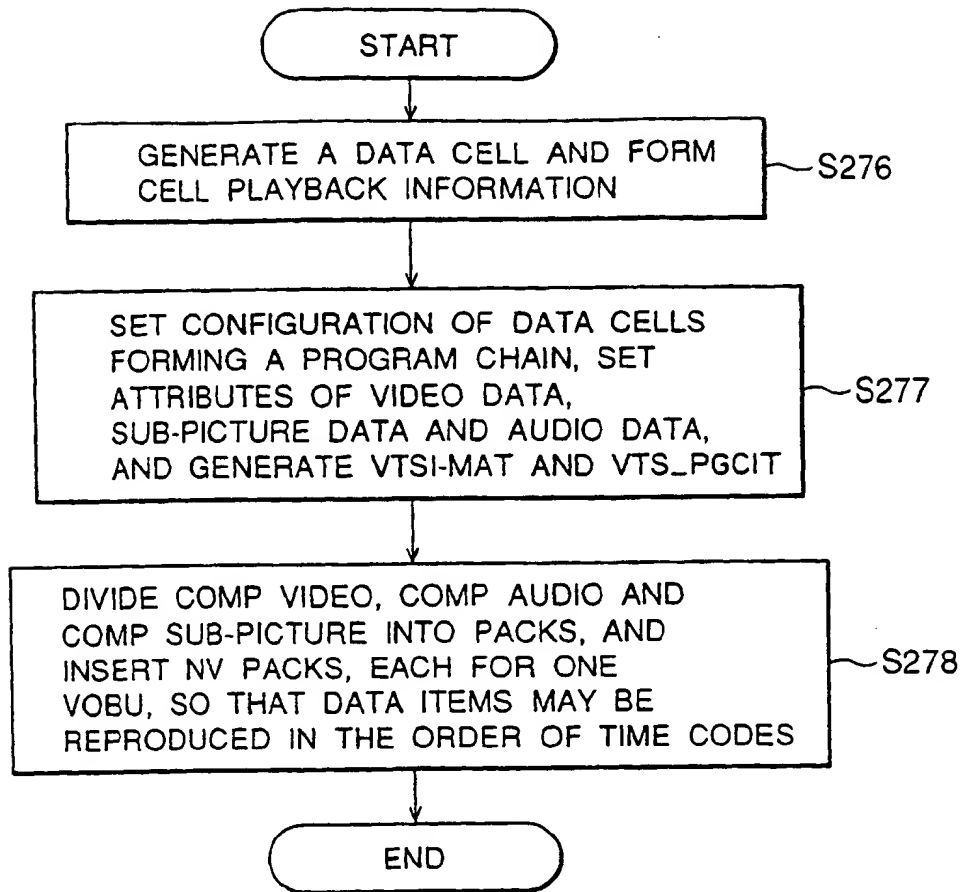 START
GENERATE A DATA CELL AND FORM
CELL PLAYBACK INFORMATION
S276
SET CONFIGURATION OF DATA CELLS
FORMING A PROGRAM CHAIN, SET
ATTRIBUTES OF VIDEO DATA,
SUB-PICTURE DATA AND AUDIO DATA,
AND GENERATE VTSI-MAT AND VTS_PGCIT
S277
DIVIDE COMP VIDEO, COMP AUDIO AND
COMP SUB-PICTURE INTO PACKS, AND
INSERT NV PACKS, EACH FOR ONE
VOBU, SO THAT DATA ITEMS MAY BE
REPRODUCED IN THE ORDER OF TIME CODES
S278
END